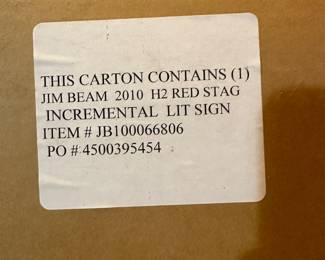 THIS CARTON CONTAINS (1)
JIM BEAM 2010 H2 RED STAG
INCREMENTAL LIT SIGN
ITEM # JB100066806
PO # 4500395454